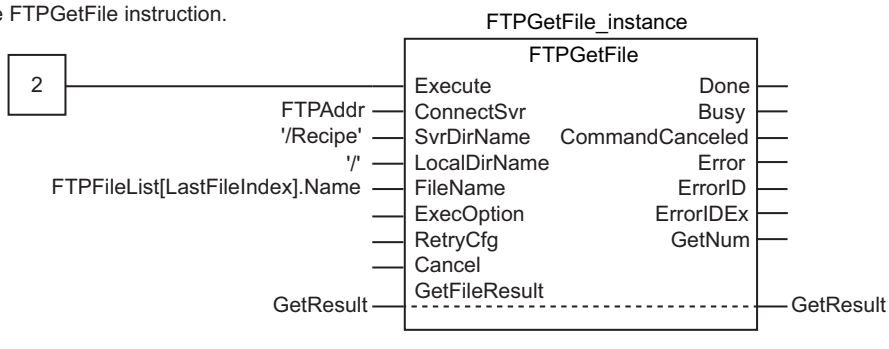 e FTPGetFile instruction.
FTPGetFile_instance
FTPGetFile
2 Execute Done
FTPAddr ConnectSvr Busy
'/Recipe' SvrDirName CommandCanceled
'/' LocalDirName Error
FTPFileList[LastFileIndex].Name FileName ErrorID
ExecOption ErrorIDEx
RetryCfg GetNum
Cancel
GetResult GetFileResult GetResult